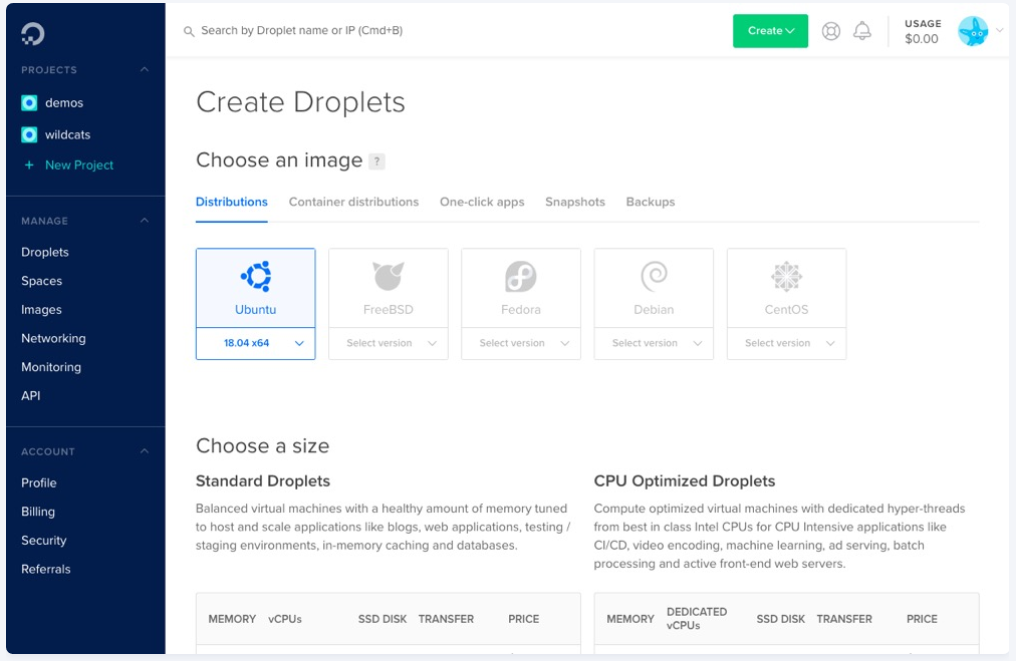 Search by Droplet name or IP (Cmd+B)
Create
USAGE
$0.00
PROJECTS
demos
wildcats
+ New Project
MANAGE
Droplets
Spaces
Images
Networking
Monitoring
API
ACCOUNT
Profile
Billing
Security
Referrals
Create Droplets
Choose an image ?
Distributions Container distributions One-click apps Snapshots Backups
Ubuntu FreeBSD Fedora Debian CentOS
18.04 x64 Select version Select version Select version Select version
Choose a size
Standard Droplets
Balanced virtual machines with a healthy amount of memory tuned
to host and scale applications like blogs, web applications, testing /
staging environments, in-memory caching and databases.
MEMORY vCPUs SSD DISK TRANSFER PRICE
CPU Optimized Droplets
Compute optimized virtual machines with dedicated hyper-threads
from best in class Intel CPUs for CPU Intensive applications like
CI/CD, video encoding, machine learning, ad serving, batch
processing and active front-end web servers.
MEMORY DEDICATED vCPUs SSD DISK TRANSFER PRICE